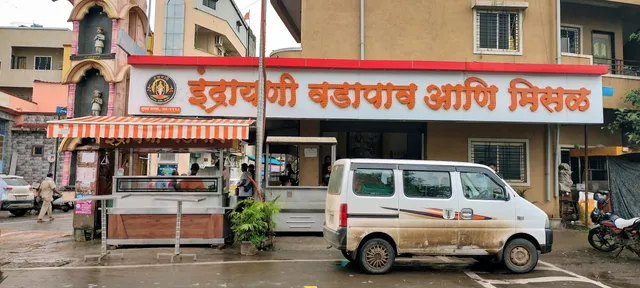 इंद्रायणी वडापाव आणि मिसळ